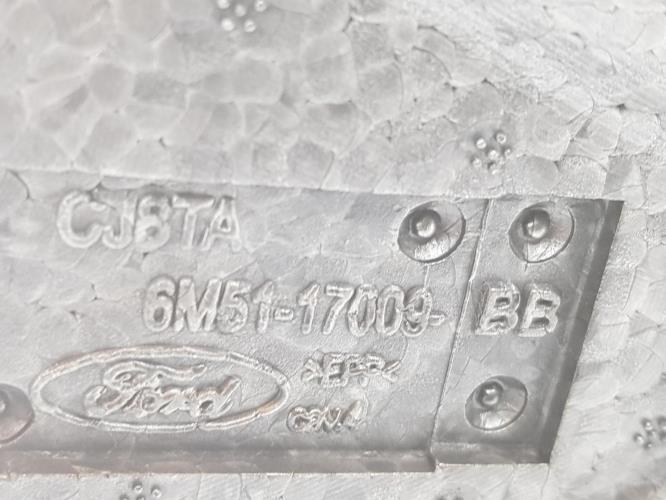 CJ8TA
6M51-17009- BB
Ford
>EPP<